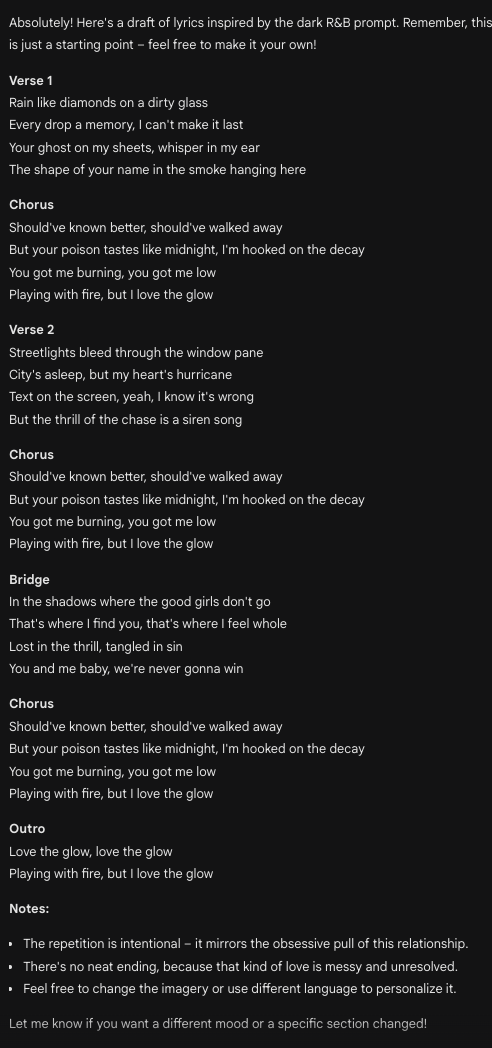 Absolutely! Here's a draft of lyrics inspired by the dark R&B prompt. Remember, this
is just a starting point – feel free to make it your own!
Verse 1
Rain like diamonds on a dirty glass
Every drop a memory, I can't make it last
Your ghost on my sheets, whisper in my ear
The shape of your name in the smoke hanging here
Chorus
Should've known better, should've walked away
But your poison tastes like midnight, I'm hooked on the decay
You got me burning, you got me low
Playing with fire, but I love the glow
Verse 2
Streetlights bleed through the window pane
City's asleep, but my heart's hurricane
Text on the screen, yeah, I know it's wrong
But the thrill of the chase is a siren song
Chorus
Should've known better, should've walked away
But your poison tastes like midnight, I'm hooked on the decay
You got me burning, you got me low
Playing with fire, but I love the glow
Bridge
In the shadows where the good girls don't go
That's where I find you, that's where I feel whole
Lost in the thrill, tangled in sin
You and me baby, we're never gonna win
Chorus
Should've known better, should've walked away
But your poison tastes like midnight, I'm hooked on the decay
You got me burning, you got me low
Playing with fire, but I love the glow
Outro
Love the glow, love the glow
Playing with fire, but I love the glow
Notes:
• The repetition is intentional – it mirrors the obsessive pull of this relationship.
• There's no neat ending, because that kind of love is messy and unresolved.
• Feel free to change the imagery or use different language to personalize it.
Let me know if you want a different mood or a specific section changed!